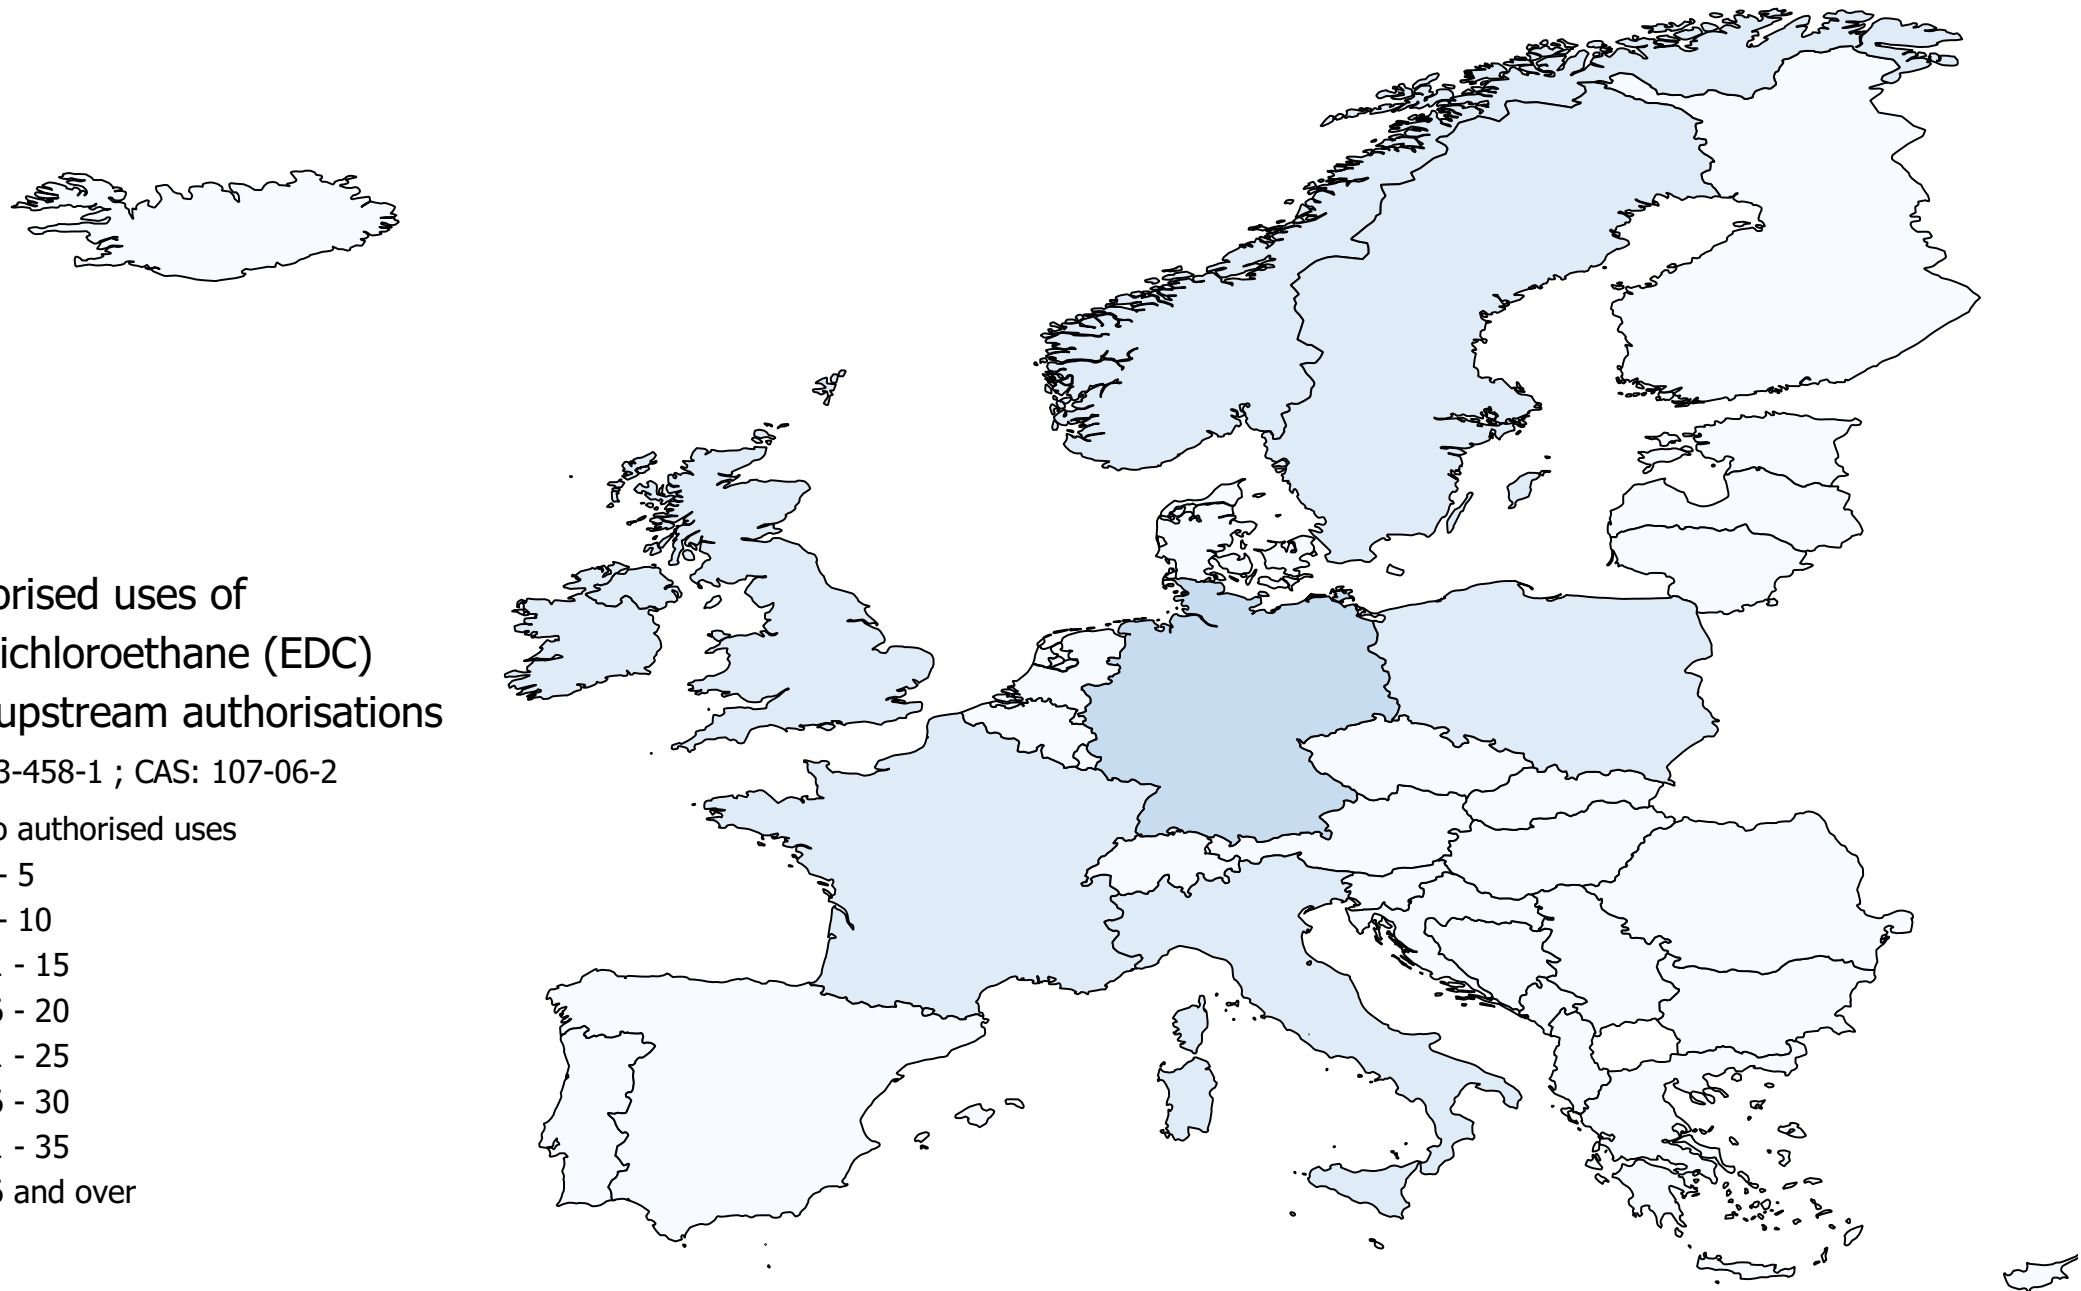 orised uses of
ichloroethane (EDC)
upstream authorisations
3-458-1 ; CAS: 107-06-2
authorised uses
- 5
- 10
- 15
- 20
- 25
- 30
- 35
and over